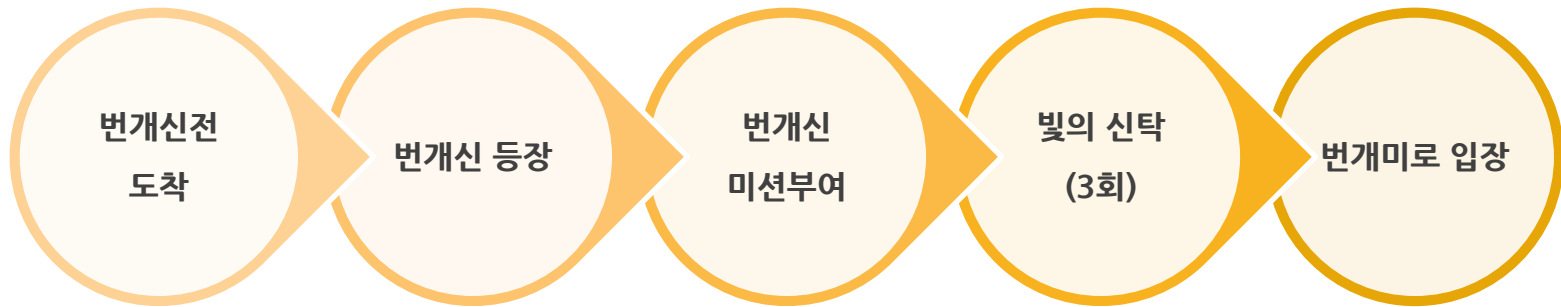 번개신전
도착
번개신 등장
번개신
미션부여
빛의 신탁
(3회)
번개미로 입장